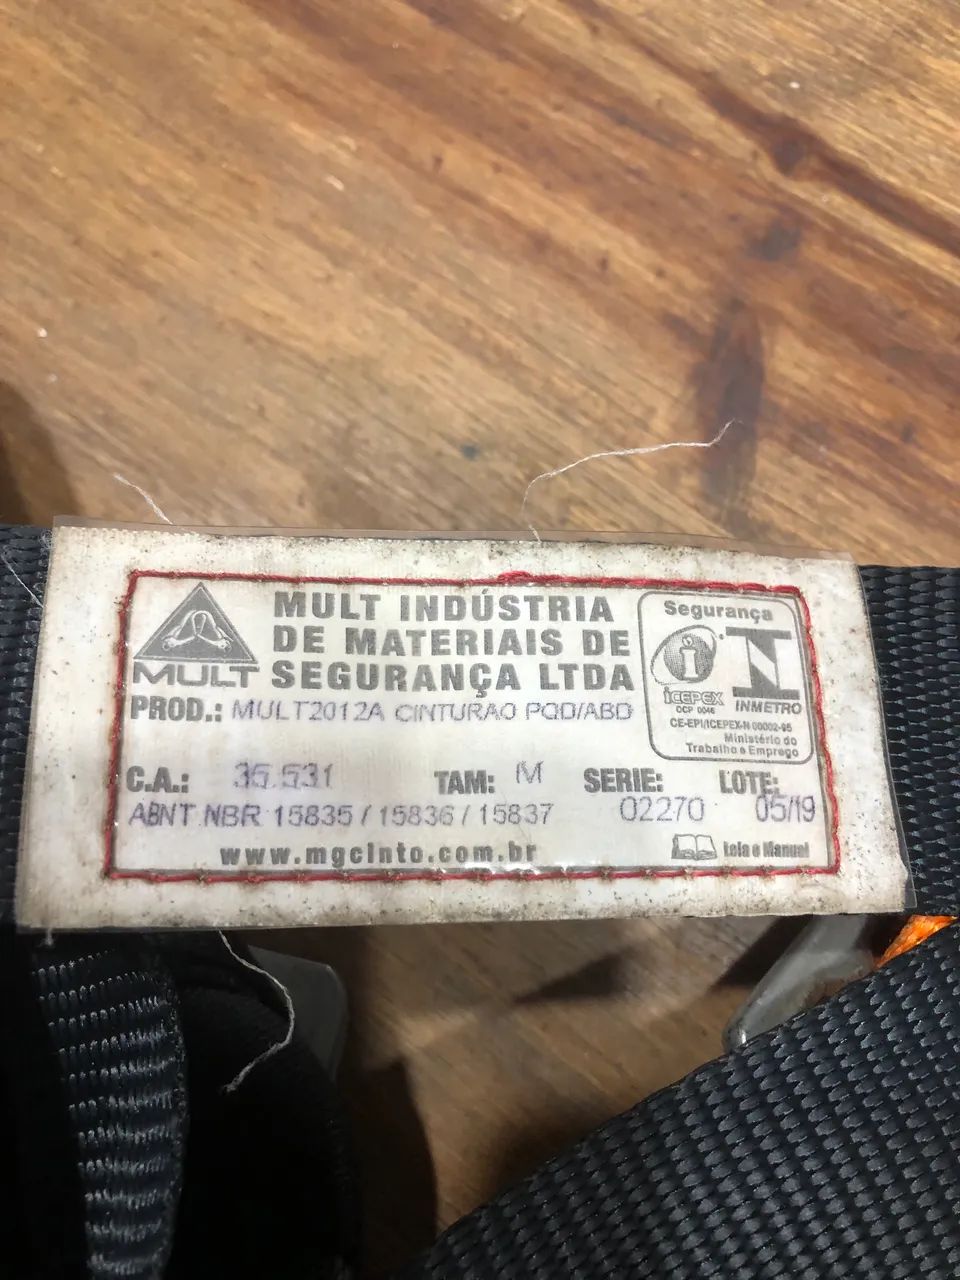 MULT
MULT INDÚSTRIA
DE MATERIAIS DE
SEGURANÇA LTDA
Segurança
i
ICEPEX
OCP 0046
INMETRO
CE-EPI/ICEPEX-N 00002-95
Ministério do
Trabalho e Emprego
PROD.: MULT2012A CINTURAO PQD/ABD
C.A.: 35.531 TAM: M SERIE: LOTE:
ABNT NBR 15835 / 15836 / 15837 02270 05/19
www.mgcinto.com.br
Leia o Manual